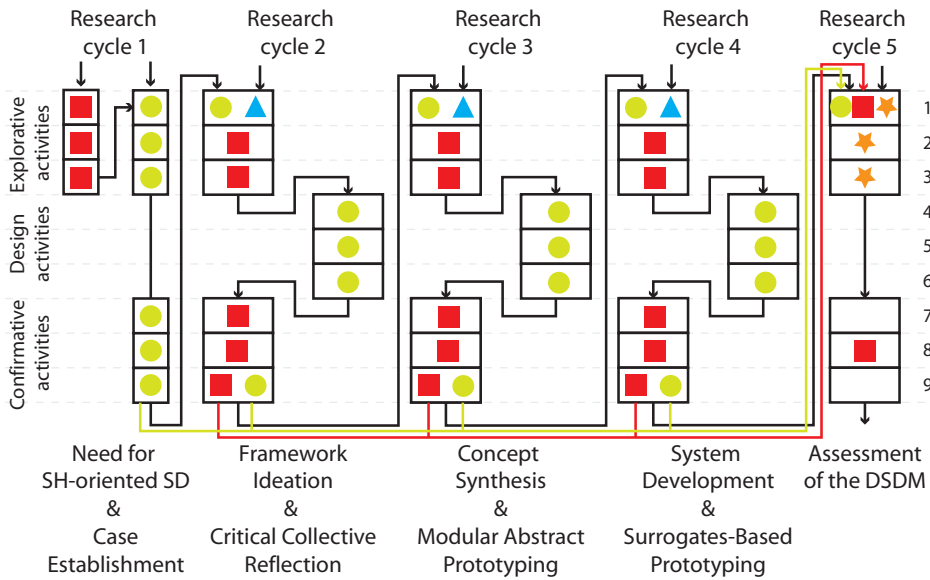 Research
cycle 1
Research
cycle 2
Research
cycle 3
Research
cycle 4
Research
cycle 5
Explorative
activities
Design
activities
Confirmative
activities
1
2
3
4
5
6
7
8
9
Need for
SH-oriented SD
&
Case
Establishment
Framework
Ideation
&
Critical Collective
Reflection
Concept
Synthesis
&
Modular Abstract
Prototyping
System
Development
&
Surrogates-Based
Prototyping
Assessment
of the DSDM